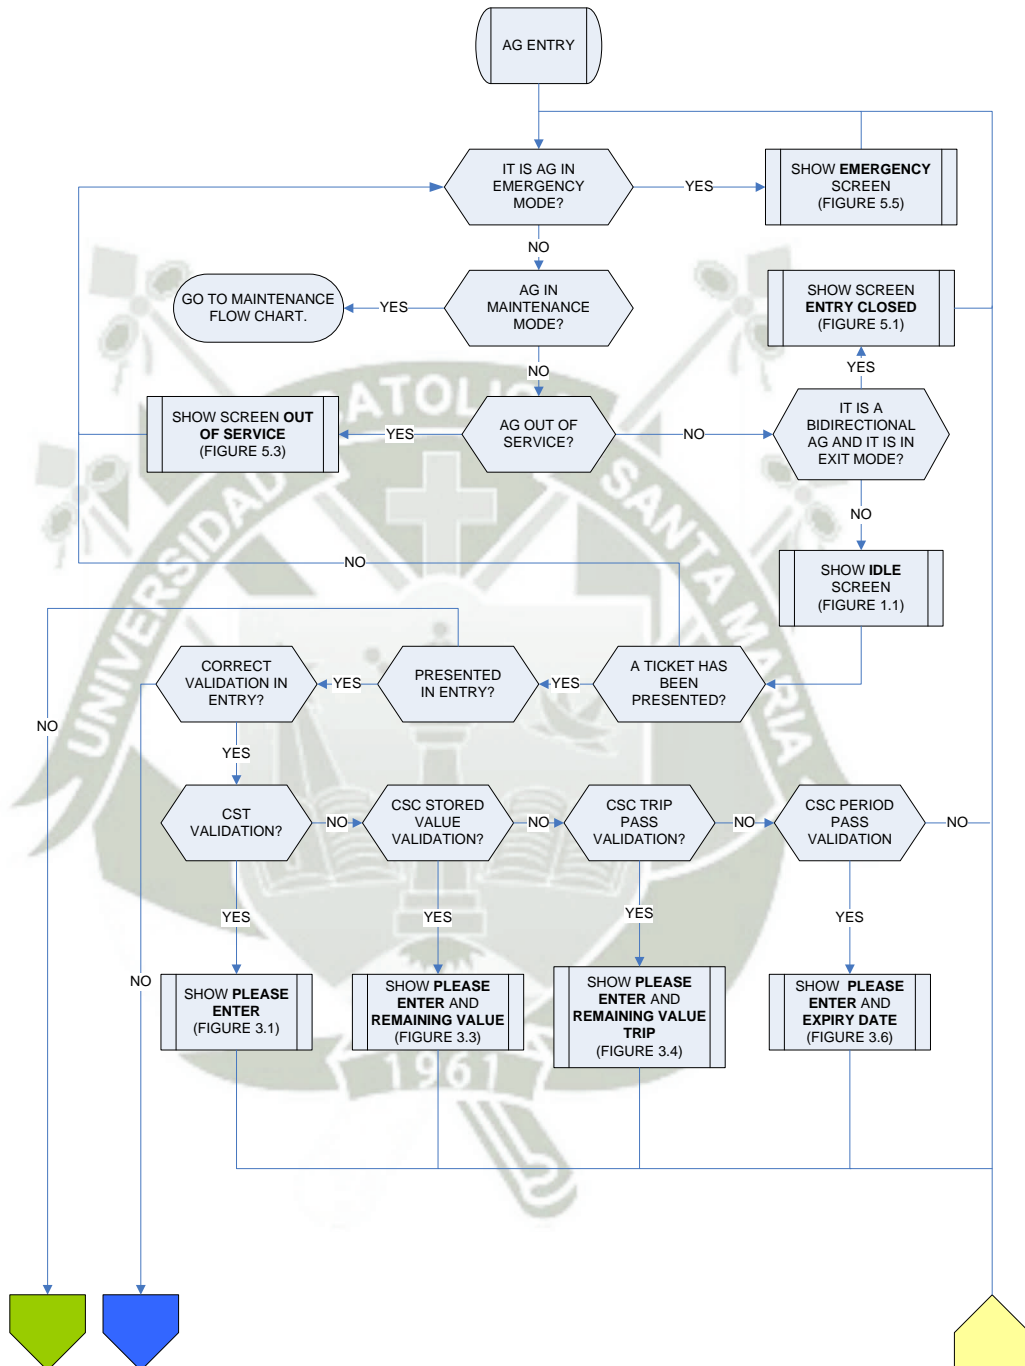 AG ENTRY
IT IS AG IN
EMERGENCY
MODE?
YES
SHOW EMERGENCY
SCREEN
(FIGURE 5.5)
NO
GO TO MAINTENANCE
FLOW CHART.
YES
AG IN
MAINTENANCE
MODE?
SHOW SCREEN
ENTRY CLOSED
(FIGURE 5.1)
NO
YES
SHOW SCREEN OUT
OF SERVICE
(FIGURE 5.3)
YES
AG OUT OF
SERVICE?
NO
IT IS A
BIDIRECTIONAL
AG AND IT IS IN
EXIT MODE?
NO
NO
SHOW IDLE
SCREEN
(FIGURE 1.1)
CORRECT
VALIDATION IN
ENTRY?
YES
PRESENTED
IN ENTRY?
YES
A TICKET HAS
BEEN
PRESENTED?
NO
YES
CST
VALIDATION?
NO
CSC STORED
VALUE
VALIDATION?
NO
CSC TRIP
PASS
VALIDATION?
NO
CSC PERIOD
PASS
VALIDATION
NO
YES
YES
YES
YES
NO
SHOW PLEASE
ENTER
(FIGURE 3.1)
SHOW PLEASE
ENTER AND
REMAINING VALUE
(FIGURE 3.3)
SHOW PLEASE
ENTER AND
REMAINING VALUE
TRIP
(FIGURE 3.4)
SHOW PLEASE
ENTER AND
EXPIRY DATE
(FIGURE 3.6)
UNIVERSIDAD CATOLICA SANTA MARIA
1961